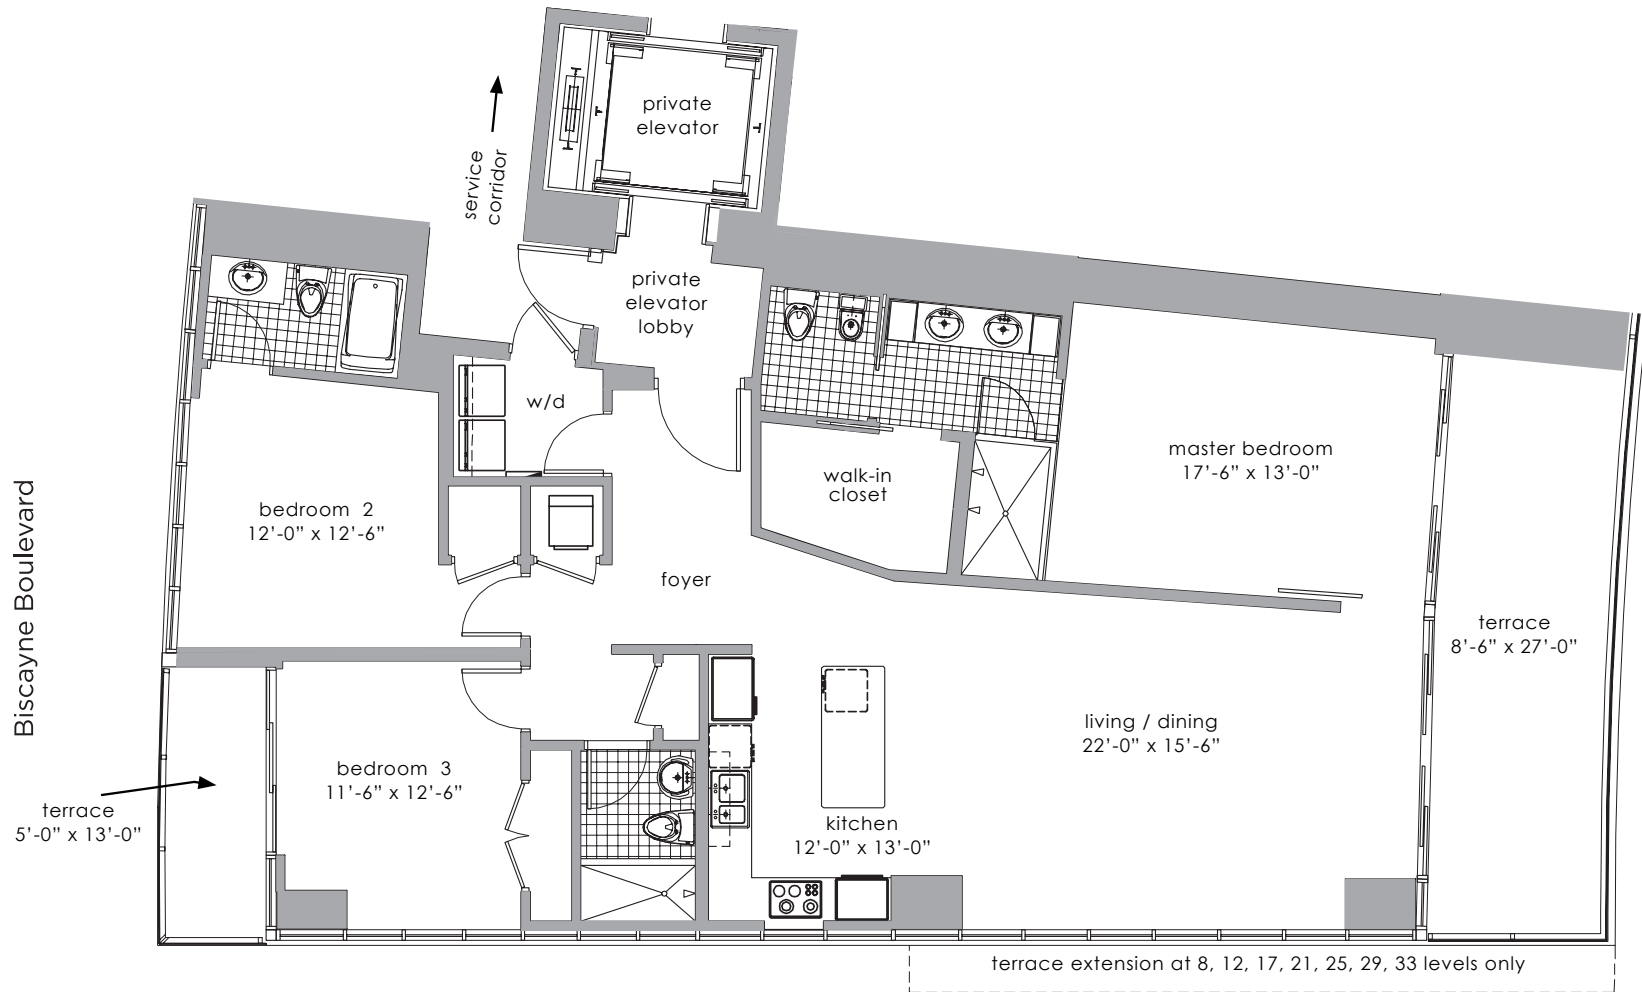 private
elevator
service
corridor
private
elevator
lobby
w/d
master bedroom
17’-6” x 13’-0”
walk-in
closet
bedroom 2
12’-0” x 12’-6”
Biscayne Boulevard
foyer
terrace
8’-6” x 27’-0”
living / dining
22’-0” x 15’-6”
bedroom 3
11’-6” x 12’-6”
terrace
5’-0” x 13’-0”
kitchen
12’-0” x 13’-0”
terrace extension at 8, 12, 17, 21, 25, 29, 33 levels only